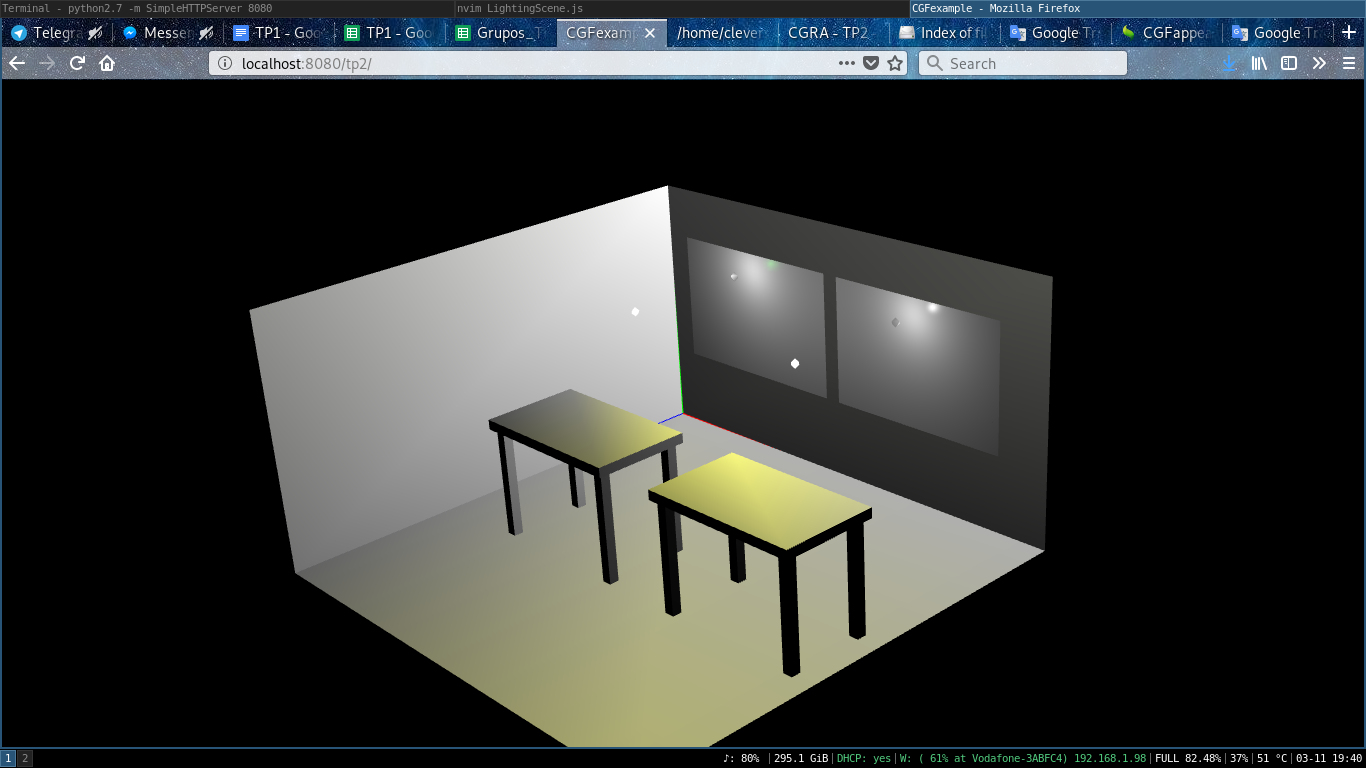 Terminal - python2.7 -m SimpleHTTPServer 8080
nvim LightingScene.js
CGFexample - Mozilla Firefox
Telegra
Messen
TP1 - Goo
TP1 - Goo
Grupos_T
CGFexam
/home/clever
CGRA - TP2
Index of fi
Google Tr
CGFappe
Google Tr
localhost:8080/tp2/
Search
1 2
♪: 80% |295.1 GiB|DHCP: yes|W: ( 61% at Vodafone-3ABFC4) 192.168.1.98|FULL 82.48%|37%|51 °C|03-11 19:40